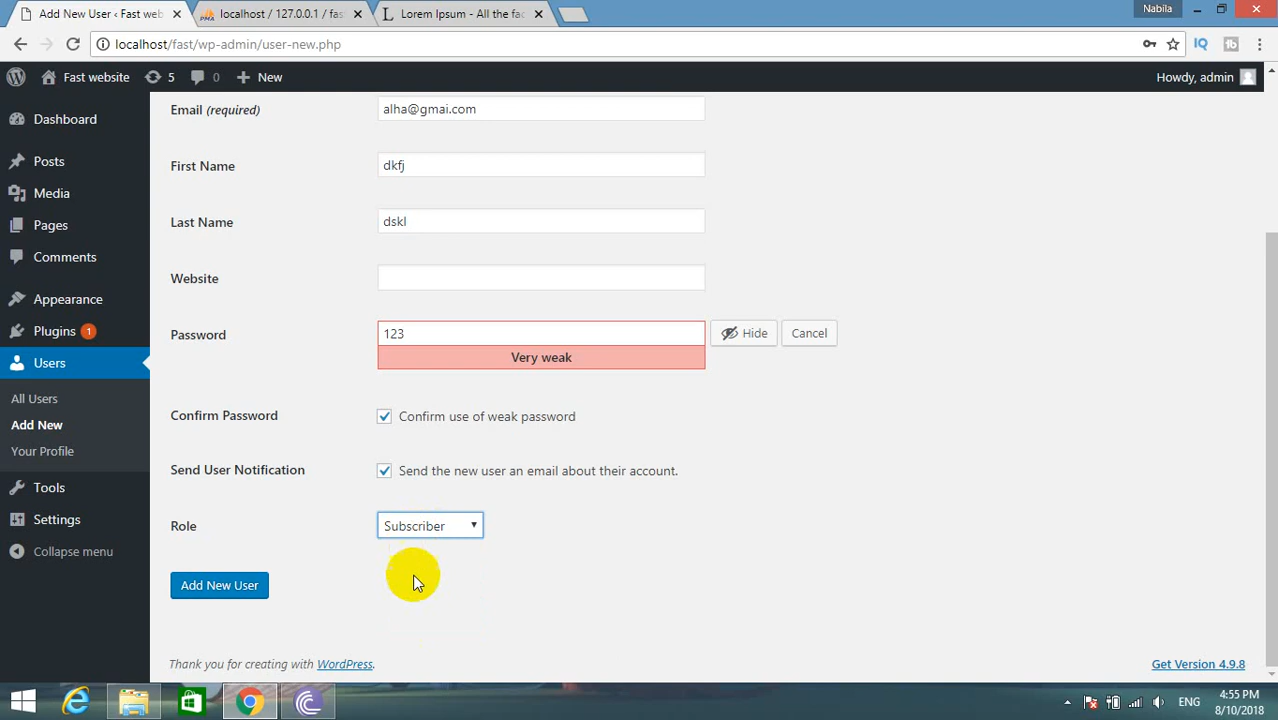 Add New User ‹ Fast web
localhost / 127.0.0.1 / fas
Lorem Ipsum - All the fac
Nabila
localhost/fast/wp-admin/user-new.php
Fast website
5
0
New
Howdy, admin
Dashboard
Posts
Media
Pages
Comments
Appearance
Plugins 1
Users
All Users
Add New
Your Profile
Tools
Settings
Collapse menu
Email (required)
alha@gmai.com
First Name
dkfj
Last Name
dskl
Website
Password
123
Hide
Cancel
Very weak
Confirm Password
Confirm use of weak password
Send User Notification
Send the new user an email about their account.
Role
Subscriber
Add New User
Thank you for creating with WordPress.
Get Version 4.9.8
ENG
4:55 PM
8/10/2018